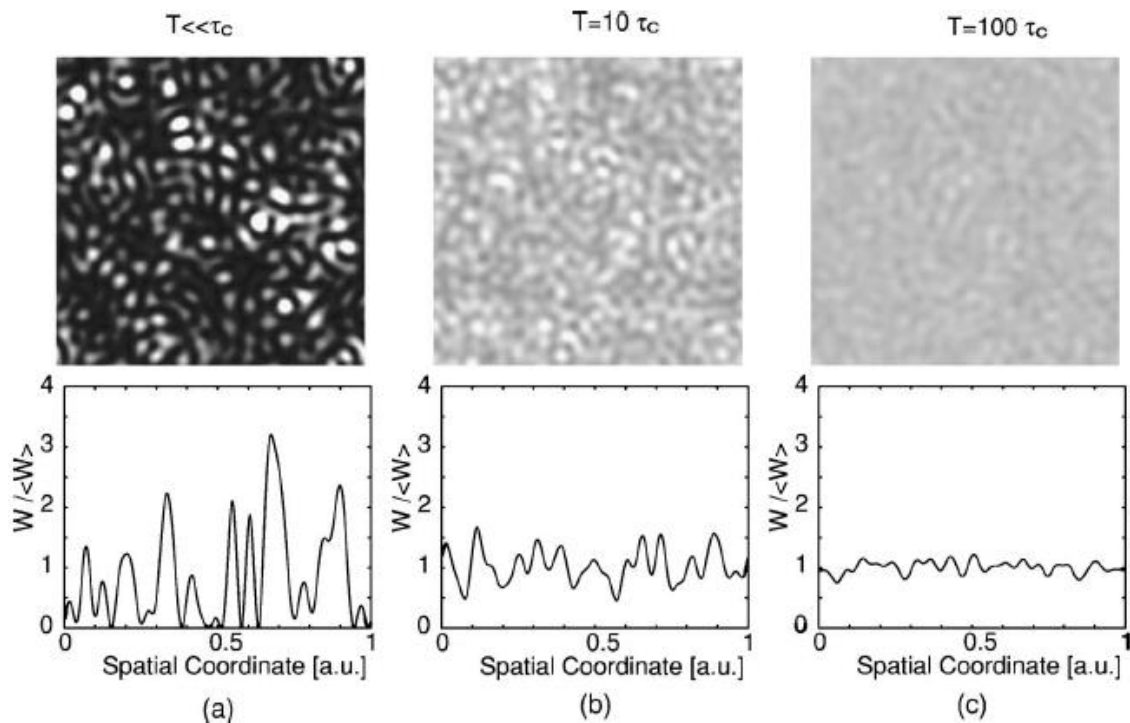 T<<τc
T=10 τc
T=100 τc
4
3
2
1
0
W /<W>
0
0.5
1
Spatial Coordinate [a.u.]
(a)
4
3
2
1
0
W /<W>
0
0.5
1
Spatial Coordinate [a.u.]
(b)
4
3
2
1
0
W /<W>
0
0.5
1
Spatial Coordinate [a.u.]
(c)